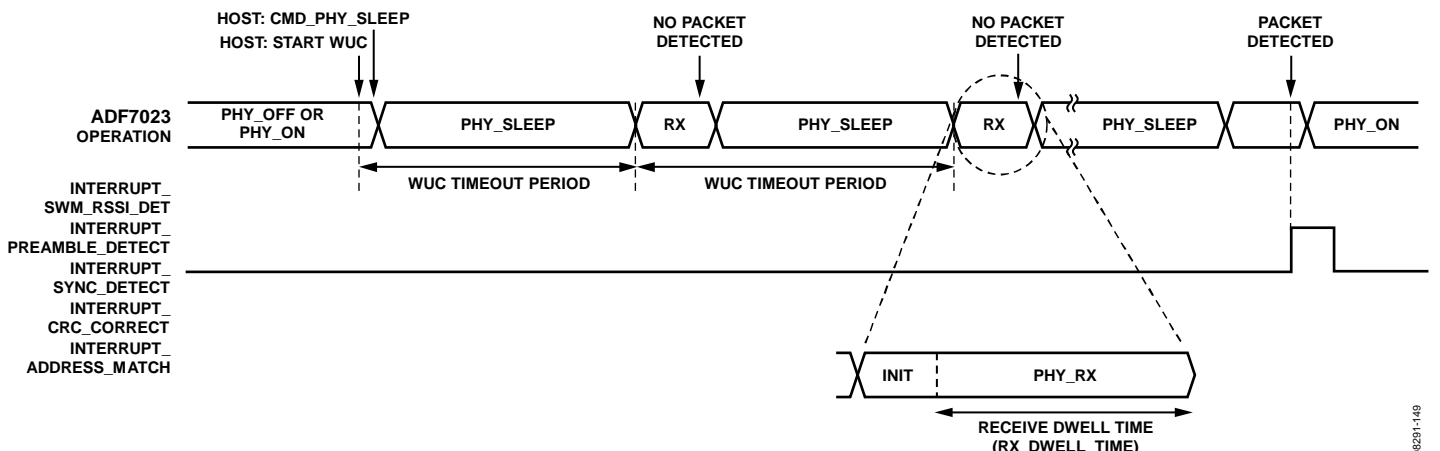 HOST: CMD_PHY_SLEEP
HOST: START WUC
NO PACKET
DETECTED
NO PACKET
DETECTED
PACKET
DETECTED
ADF7023
OPERATION
PHY_OFF OR
PHY_ON
PHY_SLEEP
RX
PHY_SLEEP
RX
PHY_SLEEP
PHY_ON
WUC TIMEOUT PERIOD
WUC TIMEOUT PERIOD
INTERRUPT_
SWM_RSSI_DET
INTERRUPT_
PREAMBLE_DETECT
INTERRUPT_
SYNC_DETECT
INTERRUPT_
CRC_CORRECT
INTERRUPT_
ADDRESS_MATCH
INIT
PHY_RX
RECEIVE DWELL TIME
(RX_DWELL_TIME)
8291-149